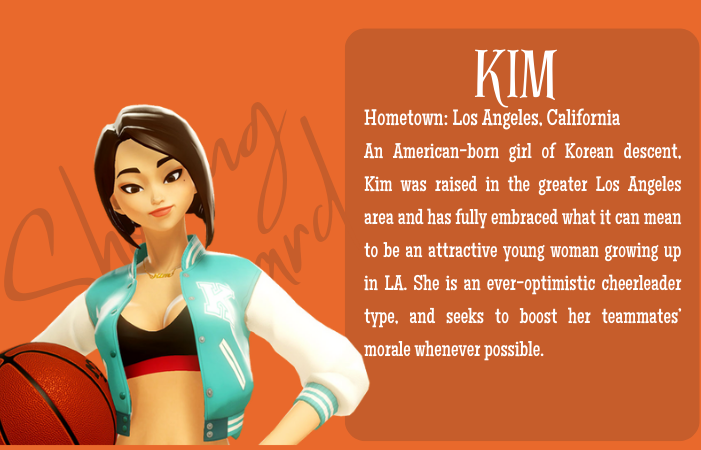 KIM
Hometown: Los Angeles, California
An American-born girl of Korean descent,
Kim was raised in the greater Los Angeles
area and has fully embraced what it can mean
to be an attractive young woman growing up
in LA. She is an ever-optimistic cheerleader
type, and seeks to boost her teammates'
morale whenever possible.
K